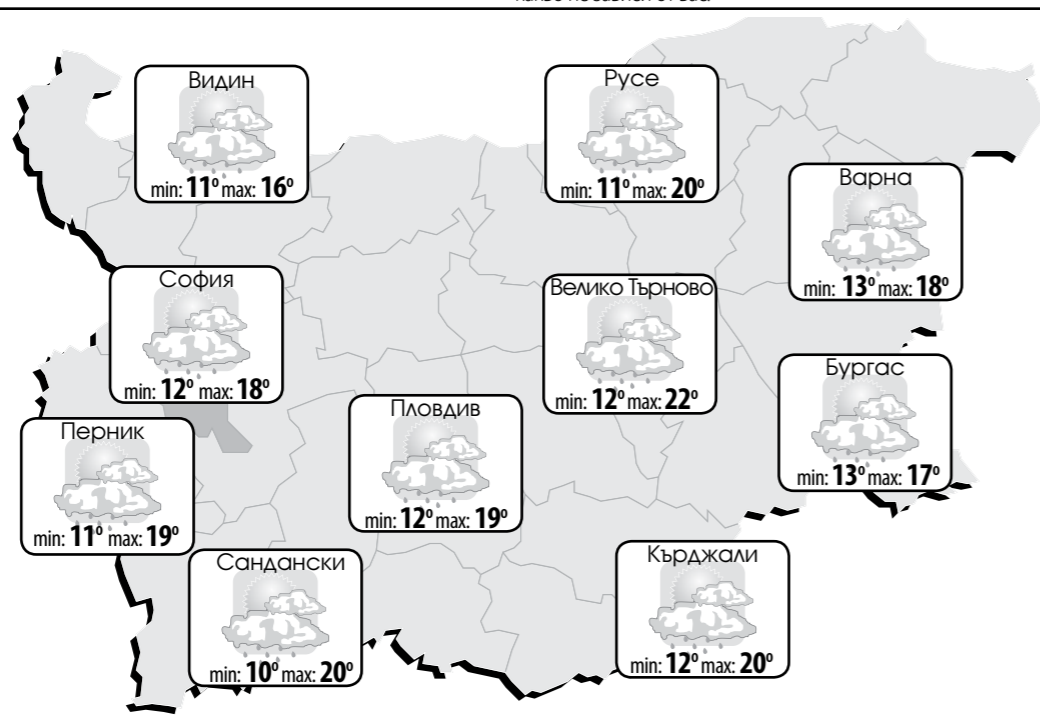 Видин
min: 11° max: 16°
Русе
min: 11° max: 20°
Варна
min: 13° max: 18°
София
min: 12° max: 18°
Велико Търново
min: 12° max: 22°
Бургас
min: 13° max: 17°
Пловдив
min: 12° max: 19°
Перник
min: 11° max: 19°
Сандански
min: 10° max: 20°
Кърджали
min: 12° max: 20°